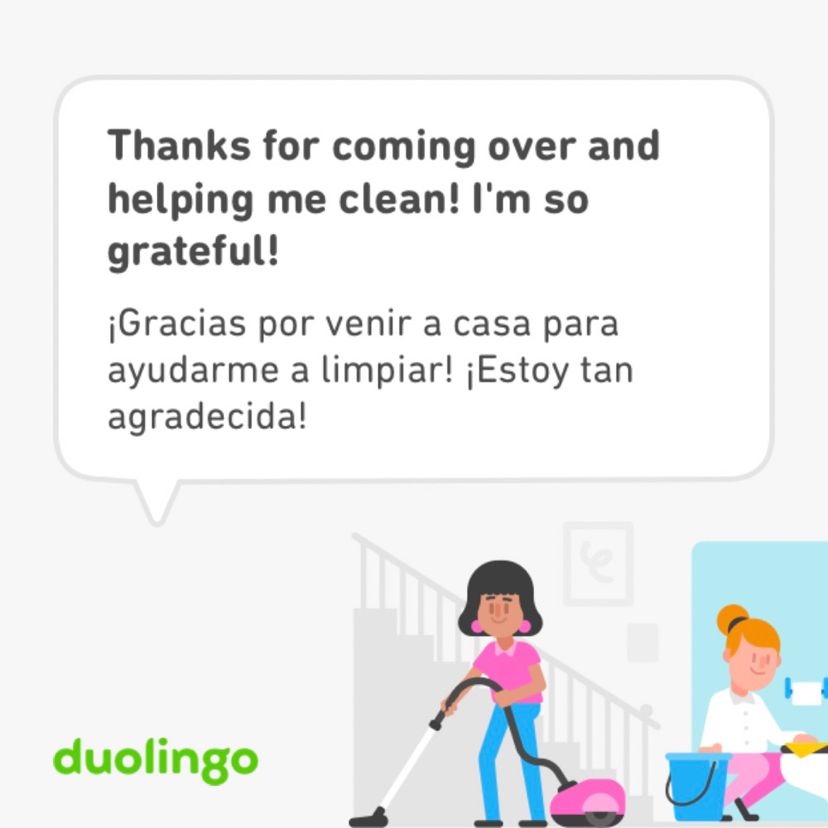 Thanks for coming over and
helping me clean! I'm so
grateful!
¡Gracias por venir a casa para
ayudarme a limpiar! ¡Estoy tan
agradecida!
duolingo